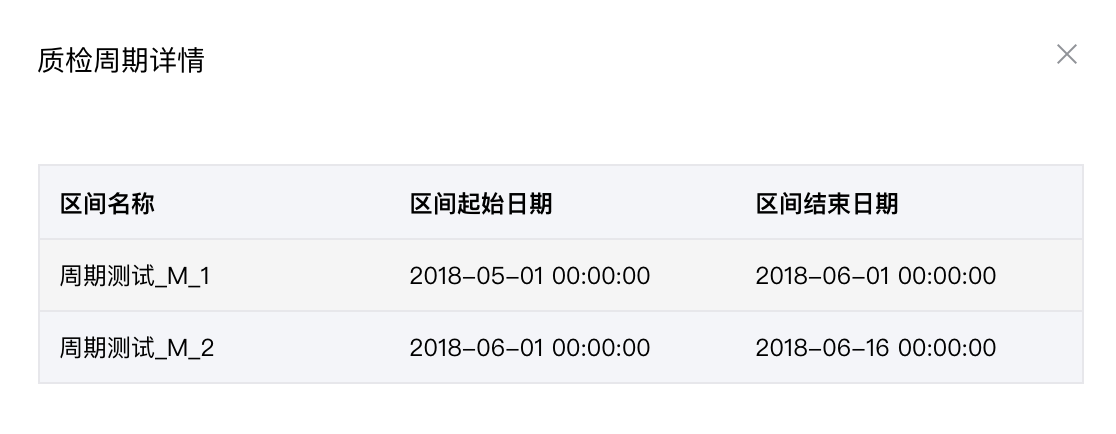 质检周期详情
区间名称 区间起始日期 区间结束日期
周期测试_M_1 2018-05-01 00:00:00 2018-06-01 00:00:00
周期测试_M_2 2018-06-01 00:00:00 2018-06-16 00:00:00